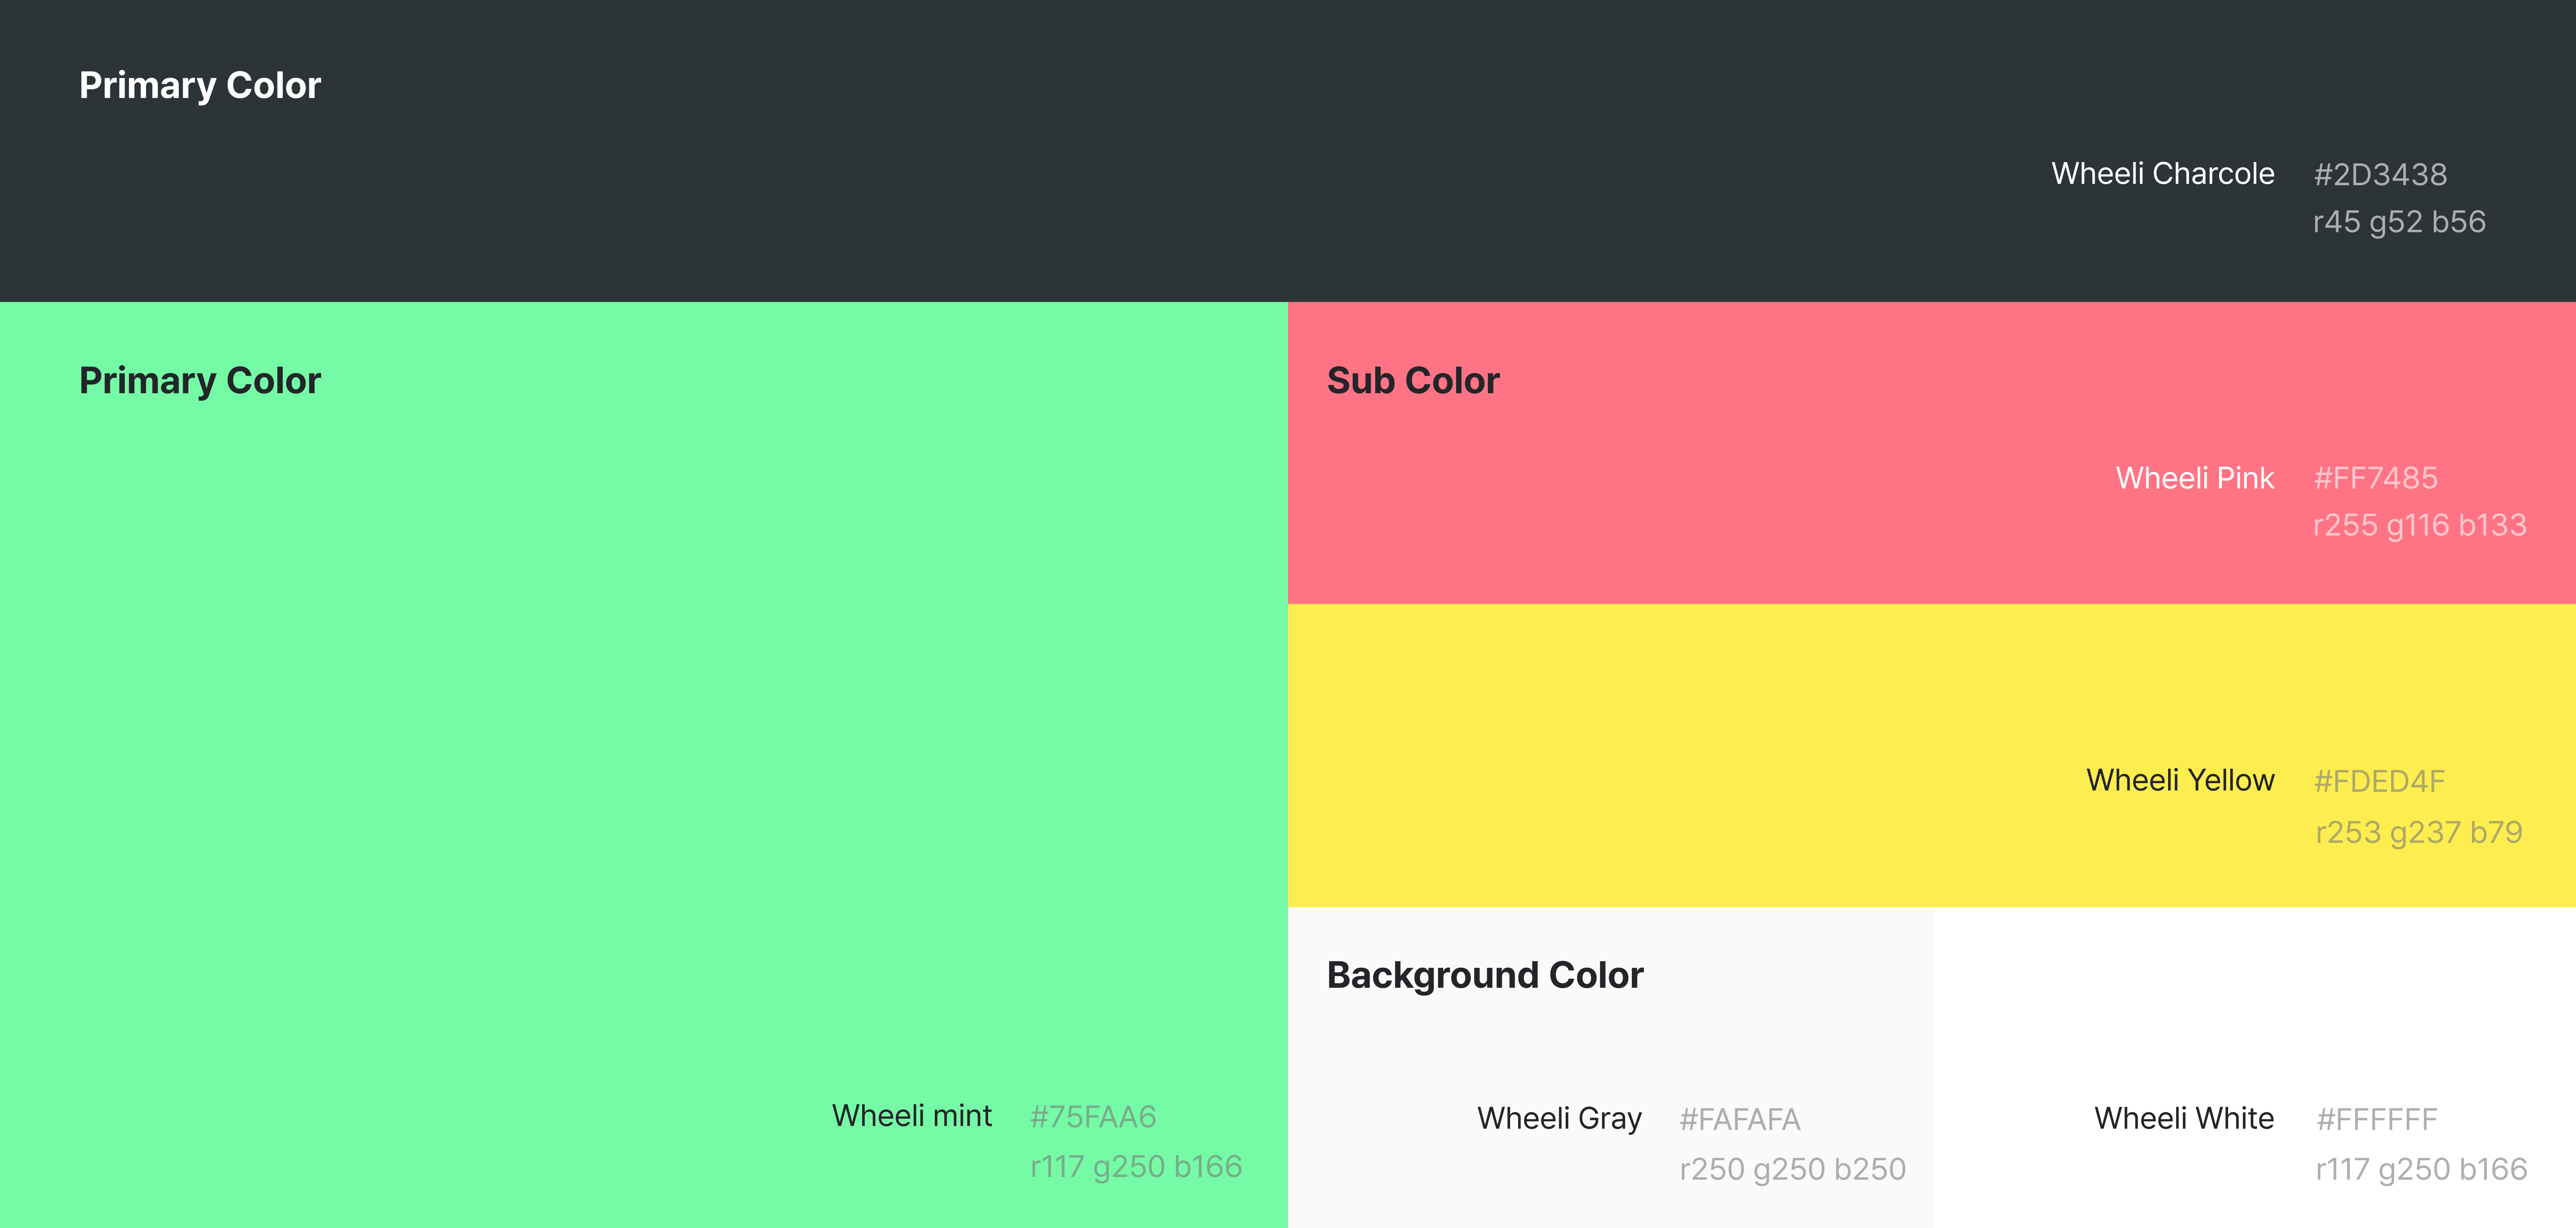 Primary Color
Wheeli Charcole #2D3438
r45 g52 b56
Primary Color
Wheeli mint #75FAA6
r117 g250 b166
Sub Color
Wheeli Pink #FF7485
r255 g116 b133
Wheeli Yellow #FDED4F
r253 g237 b79
Background Color
Wheeli Gray #FAFAFA
r250 g250 b250
Wheeli White #FFFFFF
r117 g250 b166